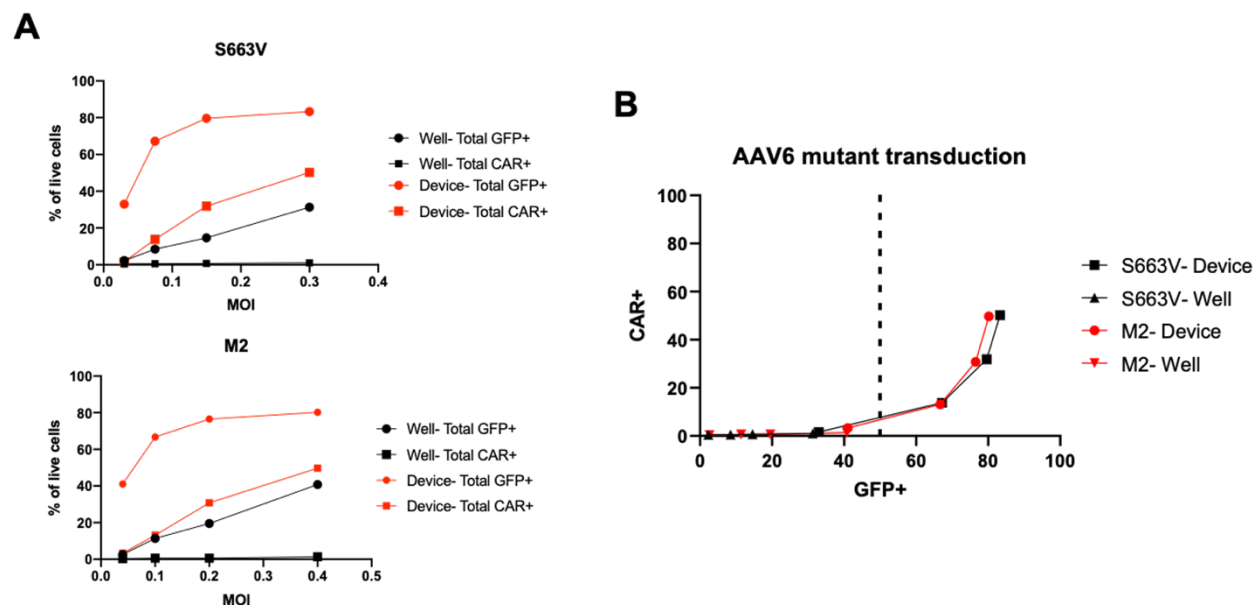 A
S663V
% of live cells
100
80
60
40
20
0
0.0 0.1 0.2 0.3 0.4
MOI
Well- Total GFP+
Well- Total CAR+
Device- Total GFP+
Device- Total CAR+
M2
% of live cells
100
80
60
40
20
0
0.0 0.1 0.2 0.3 0.4 0.5
MOI
Well- Total GFP+
Well- Total CAR+
Device- Total GFP+
Device- Total CAR+
B
AAV6 mutant transduction
CAR+
100
80
60
40
20
0
0 20 40 60 80 100
GFP+
S663V- Device
S663V- Well
M2- Device
M2- Well